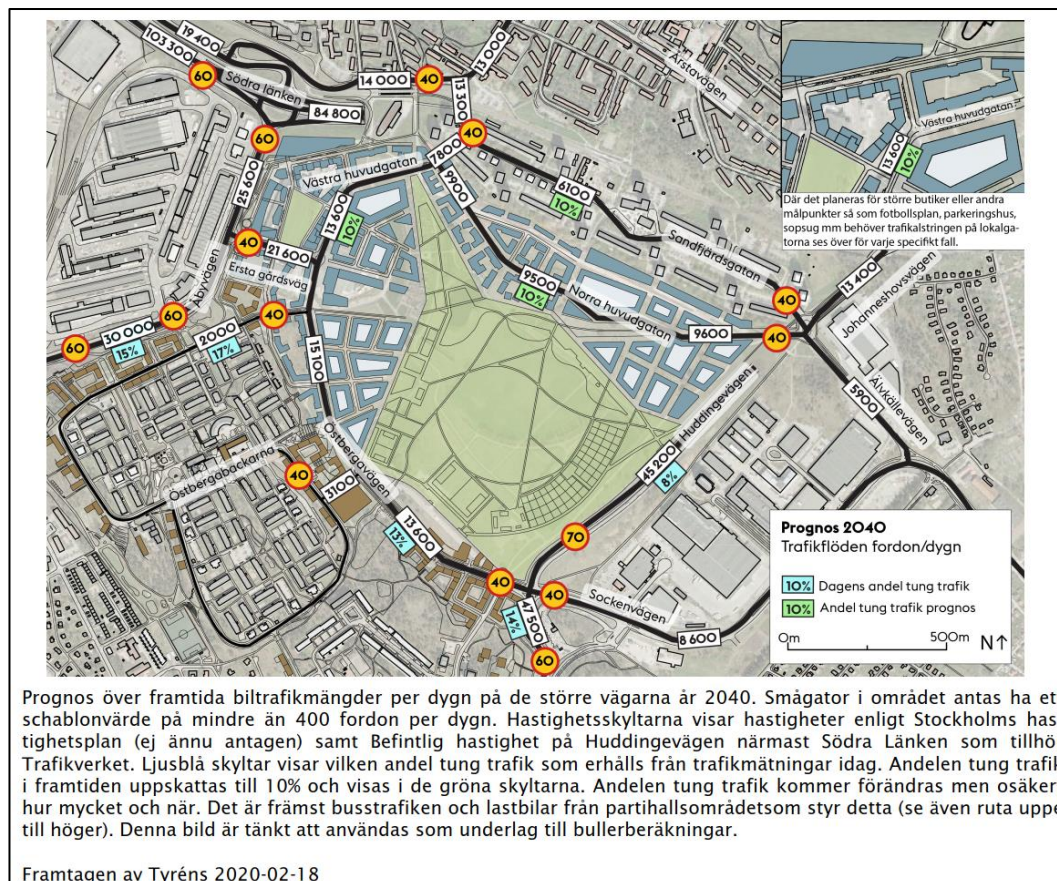 103 300
19 400
60
Södra länken
84 800
14 000
40
13 000
13 300
Årstavägen
60
40
25 600
Västra huvudgatan
7800
9900
6100
10%
Sandfjärdsgatan
13 600
10%
40
21 600
Ersta gårdsväg
Åbyvägen
9500
10%
Norra huvudgatan
9600
40
40
13 400
Johanneshovsvägen
60
30 000
60
15%
2000
17%
40
15 100
Huddingevägen
45 200
8%
5900
Älvkällevägen
Östbergabackarna
40
3100
Östbergavägen
13 600
13%
70
40
40
Sockenvägen
8 600
47 500
14%
60
Västra huvudgatan
13 600
10%
Där det planeras för större butiker eller andra
målpunkter så som fotbollsplan, parkeringshus,
sopsug mm behöver trafikalstringen på lokalga-
torna ses över för varje specifikt fall.
Prognos 2040
Trafikflöden fordon/dygn
10% Dagens andel tung trafik
10% Andel tung trafik prognos
0m 500m N↑
Prognos över framtida biltrafikmängder per dygn på de större vägarna år 2040. Smågator i området antas ha et
schablonvärde på mindre än 400 fordon per dygn. Hastighetsskyltarna visar hastigheter enligt Stockholms has
tighetsplan (ej ännu antagen) samt Befintlig hastighet på Huddingevägen närmast Södra Länken som tillhö
Trafikverket. Ljusblå skyltar visar vilken andel tung trafik som erhålls från trafikmätningar idag. Andelen tung trafik
i framtiden uppskattas till 10% och visas i de gröna skyltarna. Andelen tung trafik kommer förändras men osäker
hur mycket och när. Det är främst busstrafiken och lastbilar från partihallsområdetsom styr detta (se även ruta uppe
till höger). Denna bild är tänkt att användas som underlag till bullerberäkningar.
Framtagen av Tyréns 2020-02-18